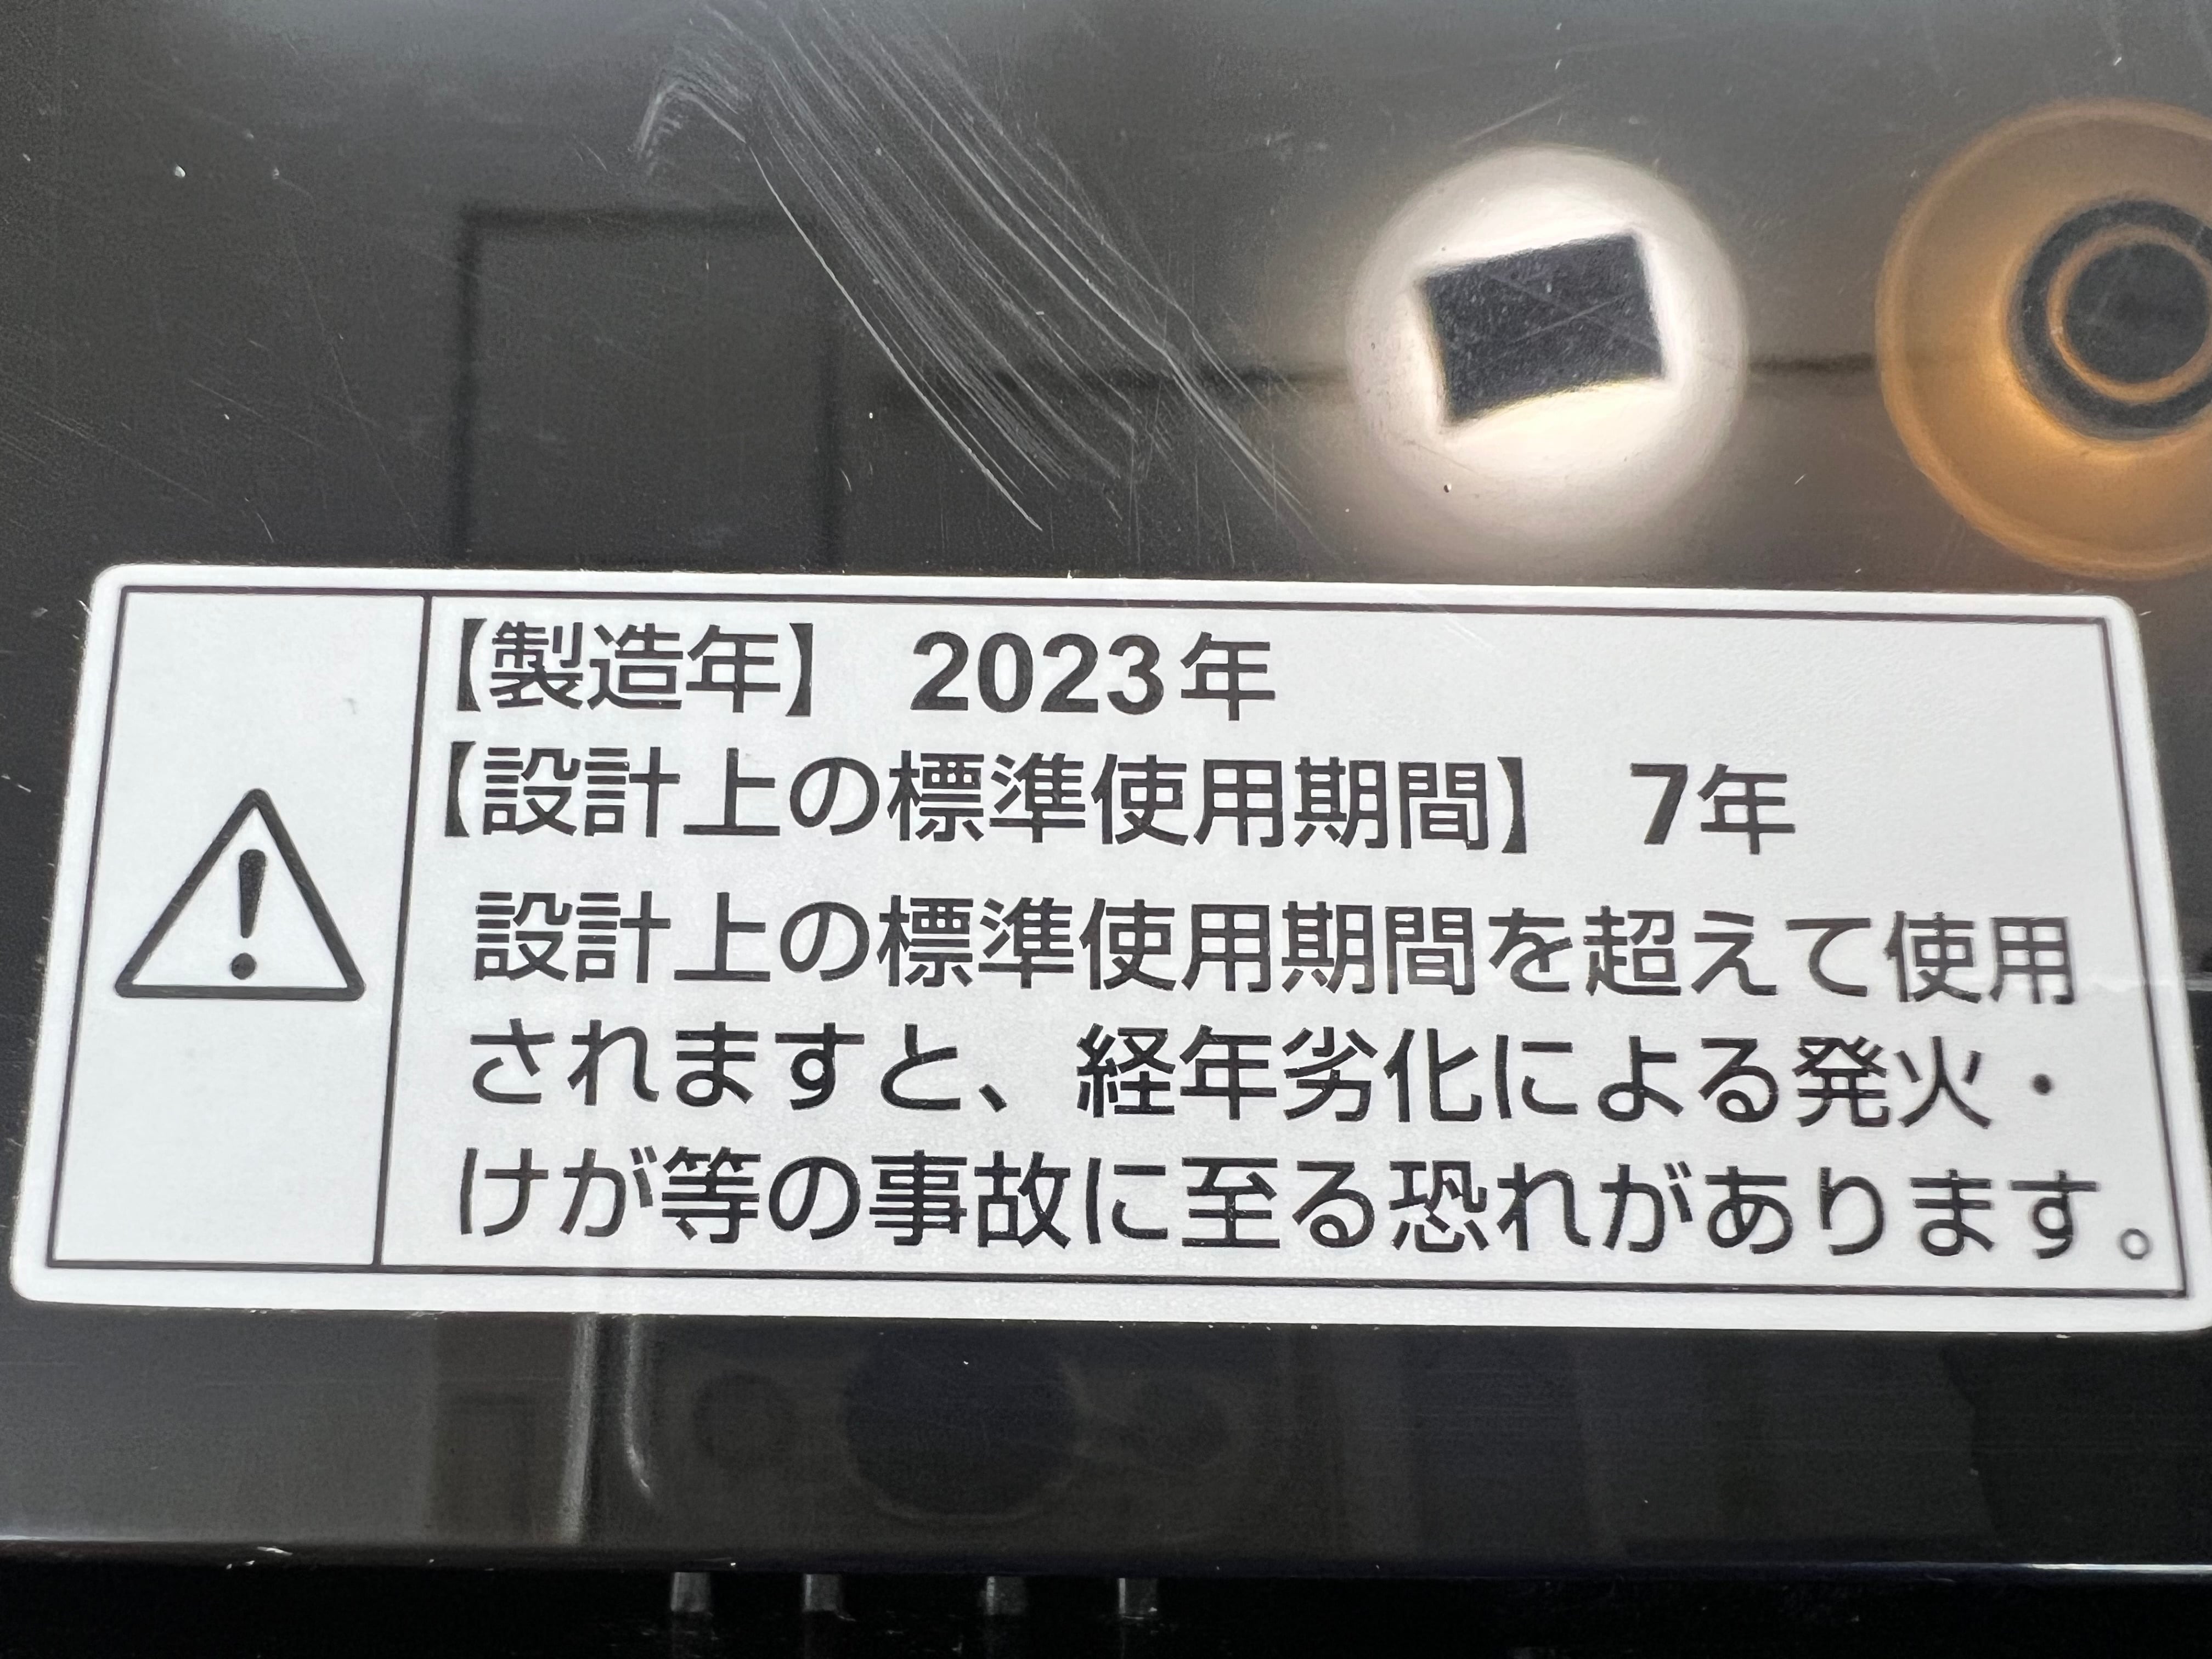 【製造年】 2023年
【設計上の標準使用期間】 7年
設計上の標準使用期間を超えて使用
されますと、経年劣化による発火・
けが等の事故に至る恐れがあります。